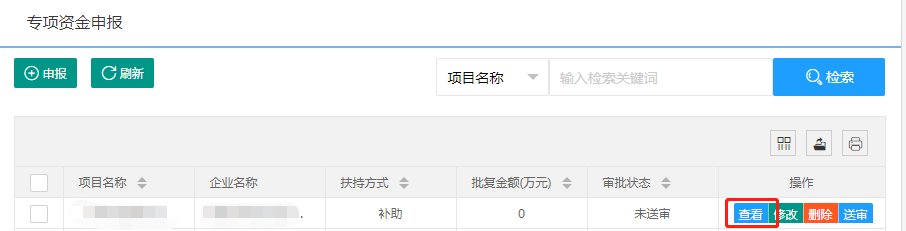 专项资金申报
申报 刷新 项目名称 输入检索关键词 检索
项目名称 企业名称 扶持方式 批复金额(万元) 审批状态 操作
补助 0 未送审 查看 修改 删除 送审